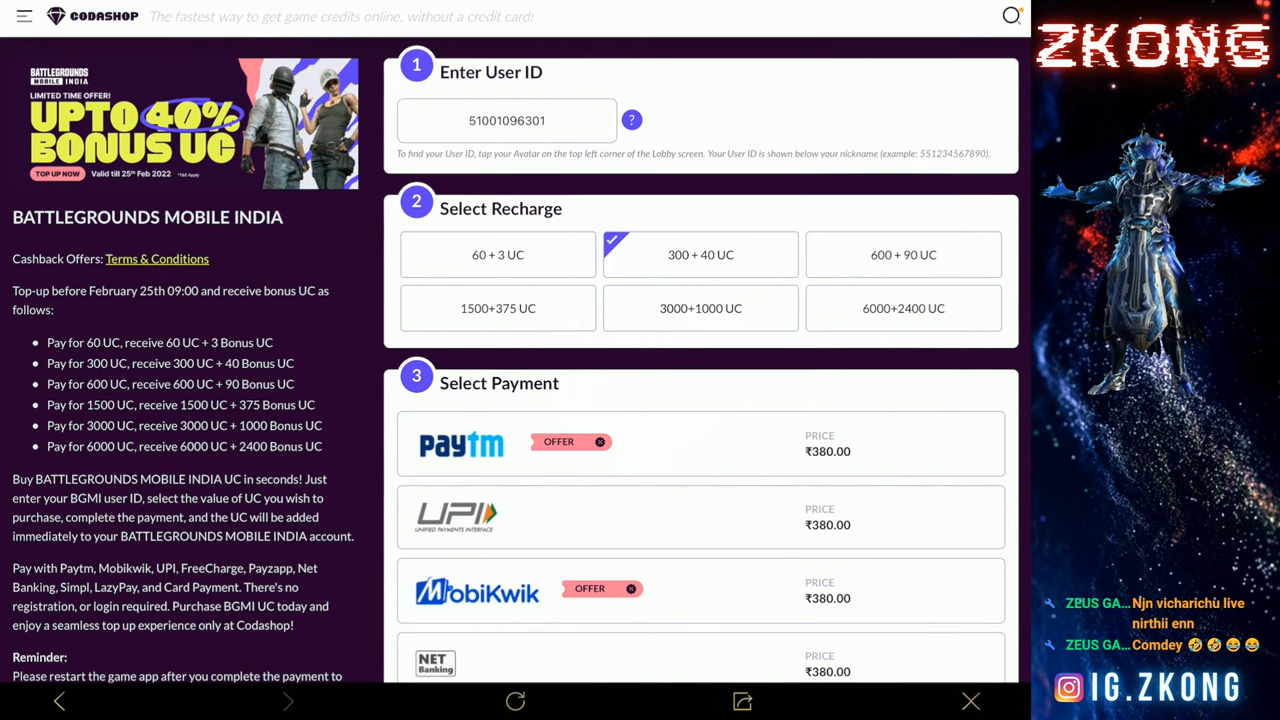 CODASHOP
The fastest way to get game credits online, without a credit card!
BATTLEGROUNDS
MOBILE INDIA
LIMITED TIME OFFER!
UPTO 40%
BONUS UC
TOP UP NOW
Valid till 25th Feb 2022
*T&C Apply
BATTLEGROUNDS MOBILE INDIA
Cashback Offers: Terms & Conditions
Top-up before February 25th 09:00 and receive bonus UC as
follows:
Pay for 60 UC, receive 60 UC + 3 Bonus UC
Pay for 300 UC, receive 300 UC + 40 Bonus UC
Pay for 600 UC, receive 600 UC + 90 Bonus UC
Pay for 1500 UC, receive 1500 UC + 375 Bonus UC
Pay for 3000 UC, receive 3000 UC + 1000 Bonus UC
Pay for 6000 UC, receive 6000 UC + 2400 Bonus UC
Buy BATTLEGROUNDS MOBILE INDIA UC in seconds! Just
enter your BGMI user ID, select the value of UC you wish to
purchase, complete the payment, and the UC will be added
immediately to your BATTLEGROUNDS MOBILE INDIA account.
Pay with Paytm, Mobikwik, UPI, FreeCharge, Payzapp, Net
Banking, Simpl, LazyPay, and Card Payment. There's no
registration, or login required. Purchase BGMI UC today and
enjoy a seamless top up experience only at Codashop!
Reminder:
Please restart the game app after you complete the payment to
1
Enter User ID
51001096301
?
To find your User ID, tap your Avatar on the top left corner of the Lobby screen. Your User ID is shown below your nickname (example: 551234567890).
2
Select Recharge
60 + 3 UC
300 + 40 UC
600 + 90 UC
1500+375 UC
3000+1000 UC
6000+2400 UC
3
Select Payment
paytm
OFFER
PRICE
₹380.00
UPI
UNIFIED PAYMENTS INTERFACE
PRICE
₹380.00
MobiKwik
OFFER
PRICE
₹380.00
NET
Banking
PRICE
₹380.00
ZKONG
ZEUS GA... Njn vicharichu live
nirthii enn
ZEUS GA... Comdey 🤣🤣😂😂
IG.ZKONG